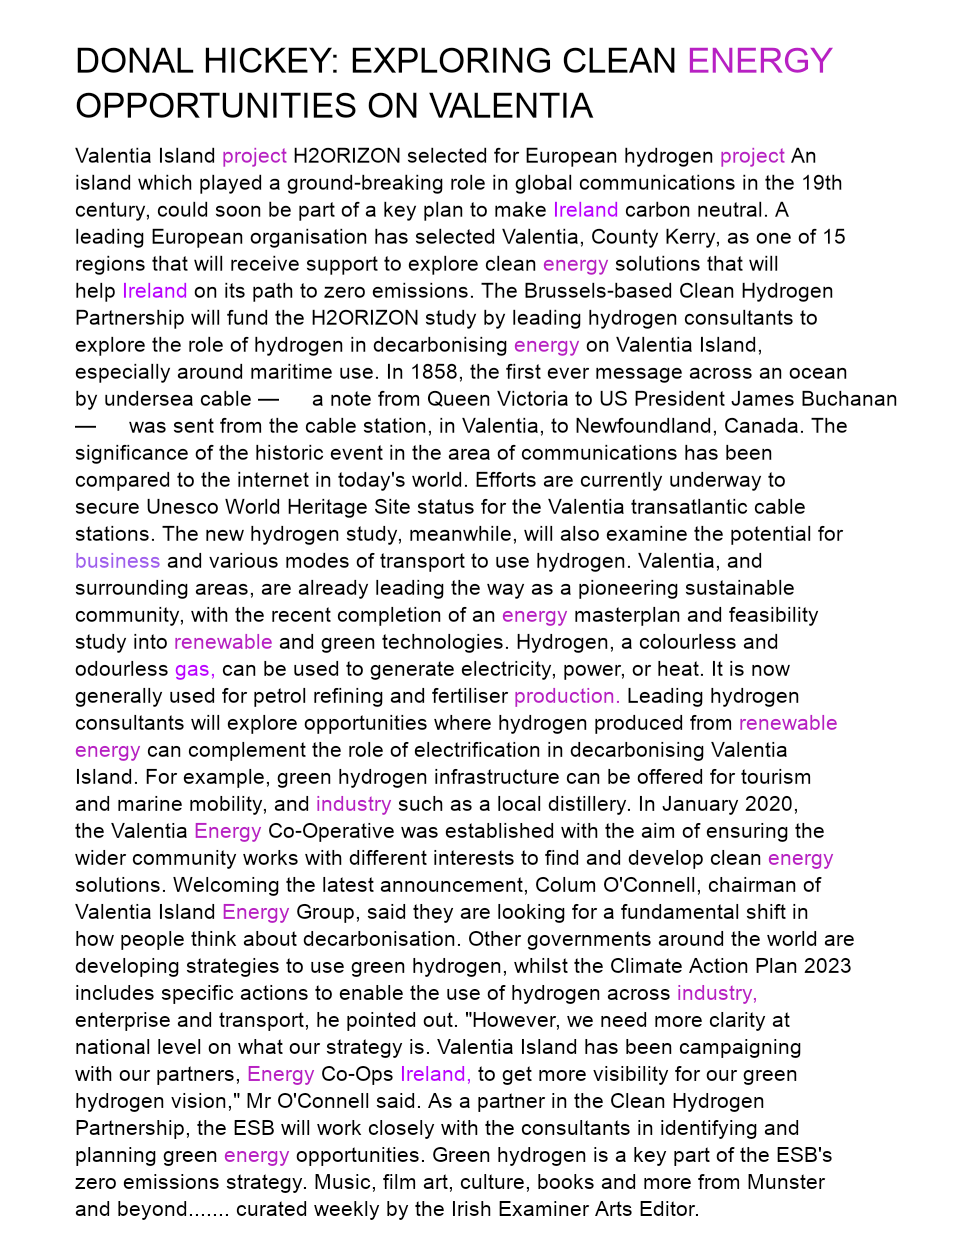 DONAL HICKEY: EXPLORING CLEAN ENERGY
OPPORTUNITIES ON VALENTIA
Valentia Island project H2ORIZON selected for European hydrogen project An
island which played a ground-breaking role in global communications in the 19th
century, could soon be part of a key plan to make Ireland carbon neutral. A
leading European organisation has selected Valentia, County Kerry, as one of 15
regions that will receive support to explore clean energy solutions that will
help Ireland on its path to zero emissions. The Brussels-based Clean Hydrogen
Partnership will fund the H2ORIZON study by leading hydrogen consultants to
explore the role of hydrogen in decarbonising energy on Valentia Island,
especially around maritime use. In 1858, the first ever message across an ocean
by undersea cable — a note from Queen Victoria to US President James Buchanan
— was sent from the cable station, in Valentia, to Newfoundland, Canada. The
significance of the historic event in the area of communications has been
compared to the internet in today's world. Efforts are currently underway to
secure Unesco World Heritage Site status for the Valentia transatlantic cable
stations. The new hydrogen study, meanwhile, will also examine the potential for
business and various modes of transport to use hydrogen. Valentia, and
surrounding areas, are already leading the way as a pioneering sustainable
community, with the recent completion of an energy masterplan and feasibility
study into renewable and green technologies. Hydrogen, a colourless and
odourless gas, can be used to generate electricity, power, or heat. It is now
generally used for petrol refining and fertiliser production. Leading hydrogen
consultants will explore opportunities where hydrogen produced from renewable
energy can complement the role of electrification in decarbonising Valentia
Island. For example, green hydrogen infrastructure can be offered for tourism
and marine mobility, and industry such as a local distillery. In January 2020,
the Valentia Energy Co-Operative was established with the aim of ensuring the
wider community works with different interests to find and develop clean energy
solutions. Welcoming the latest announcement, Colum O'Connell, chairman of
Valentia Island Energy Group, said they are looking for a fundamental shift in
how people think about decarbonisation. Other governments around the world are
developing strategies to use green hydrogen, whilst the Climate Action Plan 2023
includes specific actions to enable the use of hydrogen across industry,
enterprise and transport, he pointed out. "However, we need more clarity at
national level on what our strategy is. Valentia Island has been campaigning
with our partners, Energy Co-Ops Ireland, to get more visibility for our green
hydrogen vision," Mr O'Connell said. As a partner in the Clean Hydrogen
Partnership, the ESB will work closely with the consultants in identifying and
planning green energy opportunities. Green hydrogen is a key part of the ESB's
zero emissions strategy. Music, film art, culture, books and more from Munster
and beyond....... curated weekly by the Irish Examiner Arts Editor.